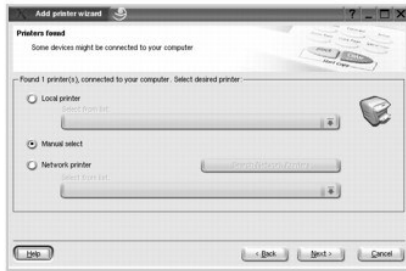 Add printer wizard
Printers found
Some devices might be connected to your computer
Found 1 printer(s), connected to your computer. Select desired printer:
Local printer
Select from list
Manual select
Network printer
Select from list
Help
< Back
Next >
Cancel